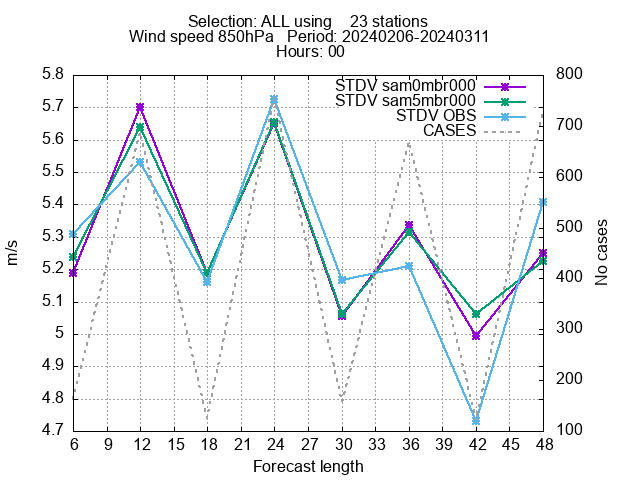 Selection: ALL using    23 stations
Wind speed 850hPa   Period: 20240206-20240311
Hours: 00
STDV sam0mbr000
STDV sam5mbr000
STDV OBS
CASES
5.8
5.7
5.6
5.5
5.4
5.3
5.2
5.1
5
4.9
4.8
4.7
m/s
800
700
600
500
400
300
200
100
No cases
6 9 12 15 18 21 24 27 30 33 36 39 42 45 48
Forecast length